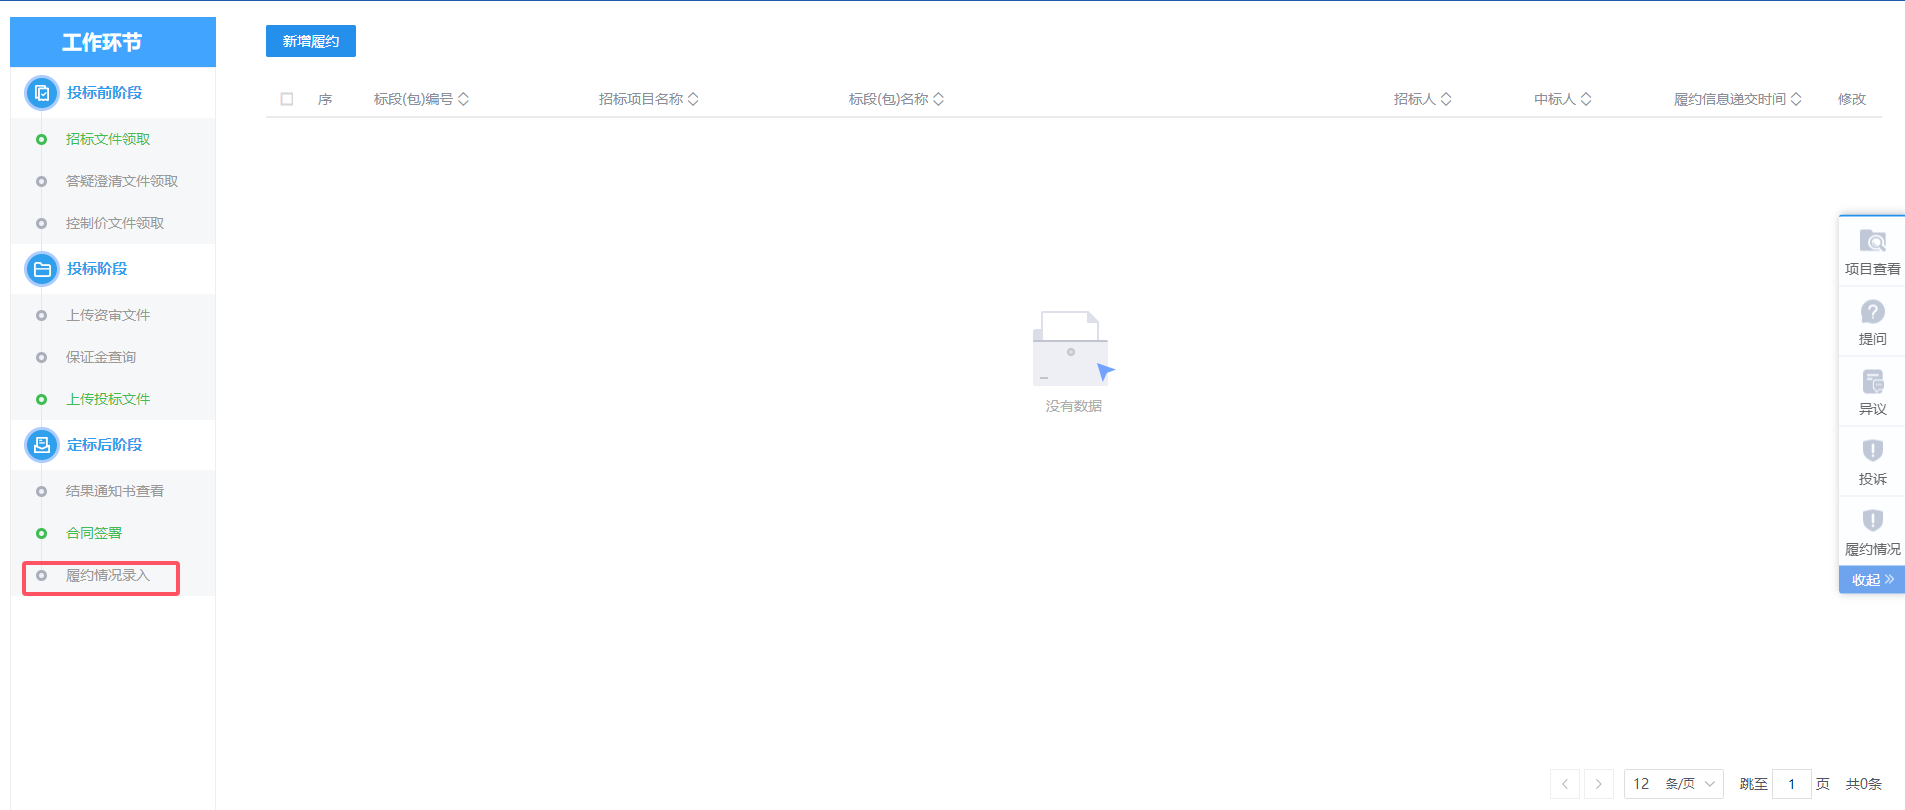 工作环节
投标前阶段
招标文件领取
答疑澄清文件领取
控制价文件领取
投标阶段
上传资审文件
保证金查询
上传投标文件
定标后阶段
结果通知书查看
合同签署
履约情况录入
新增履约
序 标段(包)编号 招标项目名称 标段(包)名称 招标人 中标人 履约信息递交时间 修改
没有数据
项目查看
提问
异议
投诉
履约情况
收起
12 条/页 跳至 1 页 共0条